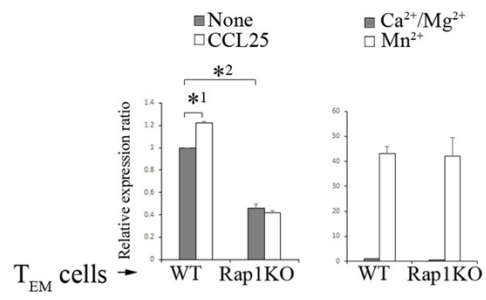 None
CCL25
Ca²⁺/Mg²⁺
Mn²⁺
*2
*1
Relative expression ratio
1.4
1.2
1
0.8
0.6
0.4
0.2
0
60
50
40
30
20
10
0
T_EM cells → WT Rap1KO WT Rap1KO